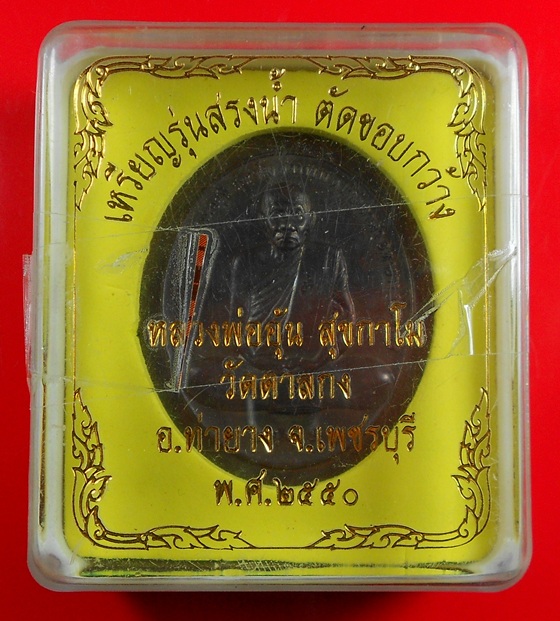 เหรียญรุ่นสรงน้ำ ตัดขอบกว้าง
หลวงพ่ออุ้น สุขกาโม
วัดตาลกง
อ.ท่ายาง จ.เพชรบุรี
พ.ศ.๒๕๕๐